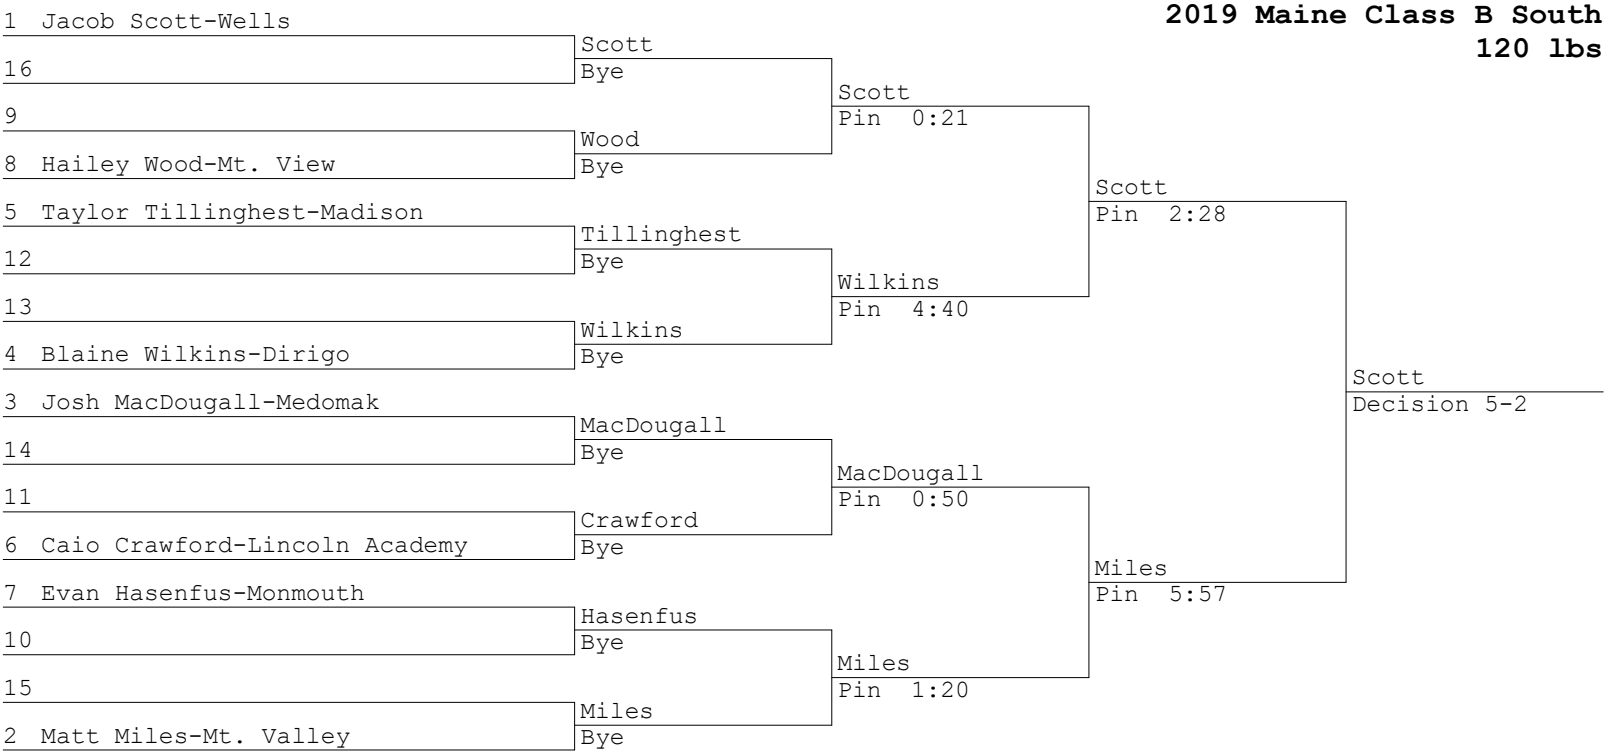 2019 Maine Class B South
120 lbs
1 Jacob Scott-Wells
16
9
8 Hailey Wood-Mt. View
5 Taylor Tillinghest-Madison
12
13
4 Blaine Wilkins-Dirigo
3 Josh MacDougall-Medomak
14
11
6 Caio Crawford-Lincoln Academy
7 Evan Hasenfus-Monmouth
10
15
2 Matt Miles-Mt. Valley
Scott
Bye
Wood
Bye
Tillinghest
Bye
Wilkins
Bye
MacDougall
Bye
Crawford
Bye
Hasenfus
Bye
Miles
Bye
Scott
Pin 0:21
Wilkins
Pin 4:40
MacDougall
Pin 0:50
Miles
Pin 1:20
Scott
Pin 2:28
Miles
Pin 5:57
Scott
Decision 5-2